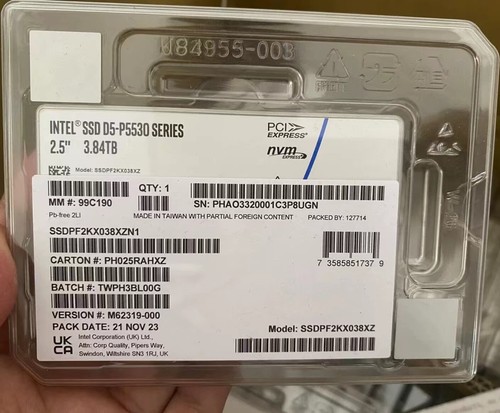 U84955-003
INTEL® SSD D5-P5530 SERIES
2.5" 3.84TB
PCI EXPRESS®
nvm EXPRESS®
Model: SSDPF2KX038XZ
QTY: 1
MM #: 99C190
SN: PHAO3320001C3P8UGN
Pb-free 2LI
MADE IN TAIWAN WITH PARTIAL FOREIGN CONTENT
PACKED BY: 127714
SSDPF2KX038XZN1
7 35858 51737 9
CARTON #: PH025RAHXZ
BATCH #: TWPH3BL00G
VERSION #: M62319-000
PACK DATE: 21 NOV 23
Model: SSDPF2KX038XZ
UK
CA
Intel Corporation (UK) Ltd.,
Attn: Corp Quality, Pipers Way,
Swindon, Wiltshire SN3 1RJ, UK